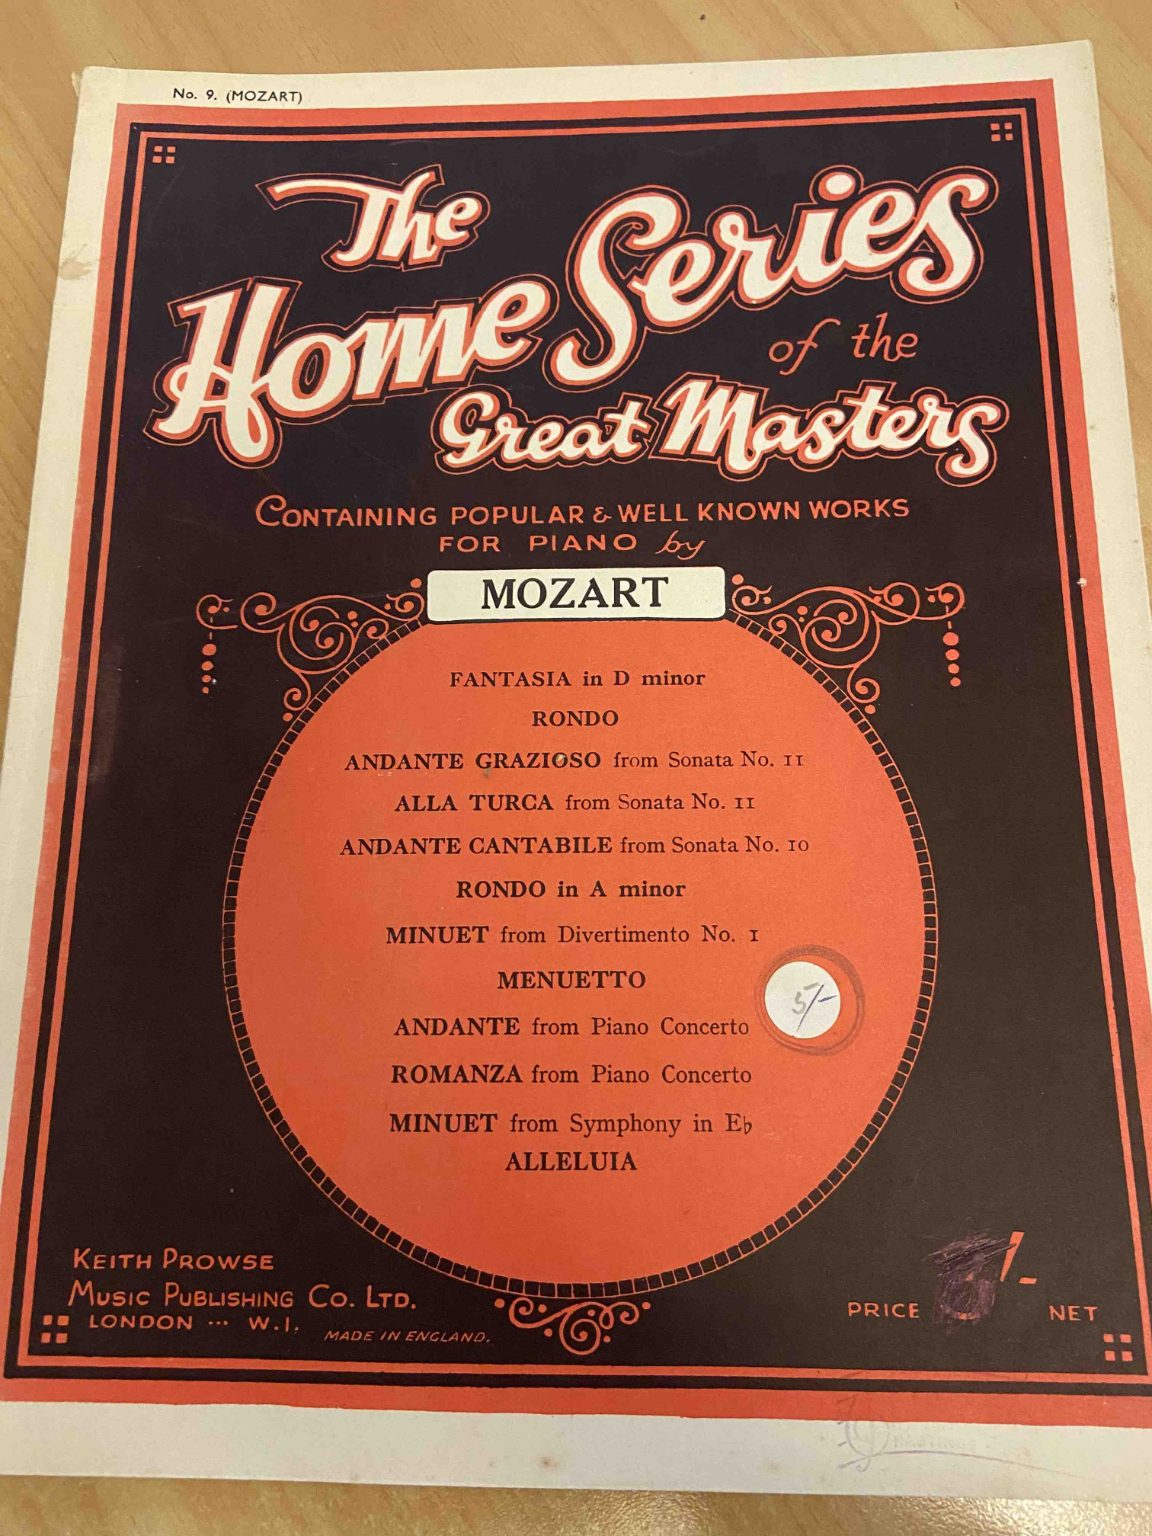 No. 9. (MOZART)
The
Home Series
of the
Great Masters
CONTAINING POPULAR & WELL KNOWN WORKS
FOR PIANO by
MOZART
FANTASIA in D minor
RONDO
ANDANTE GRAZIOSO from Sonata No. 11
ALLA TURCA from Sonata No. 11
ANDANTE CANTABILE from Sonata No. 10
RONDO in A minor
MINUET from Divertimento No. 1
MENUETTO
5/-
ANDANTE from Piano Concerto
ROMANZA from Piano Concerto
MINUET from Symphony in E♭
ALLELUIA
KEITH PROWSE
MUSIC PUBLISHING CO. LTD.
LONDON ··· W.I.
MADE IN ENGLAND.
PRICE /- NET